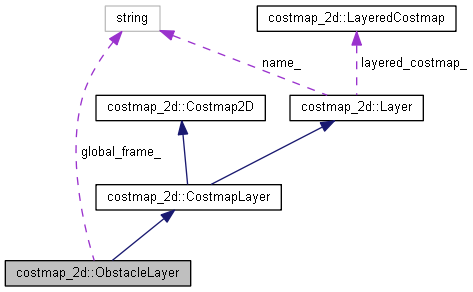 string
costmap_2d::LayeredCostmap
name_
layered_costmap_
costmap_2d::Costmap2D
costmap_2d::Layer
global_frame_
costmap_2d::CostmapLayer
costmap_2d::ObstacleLayer